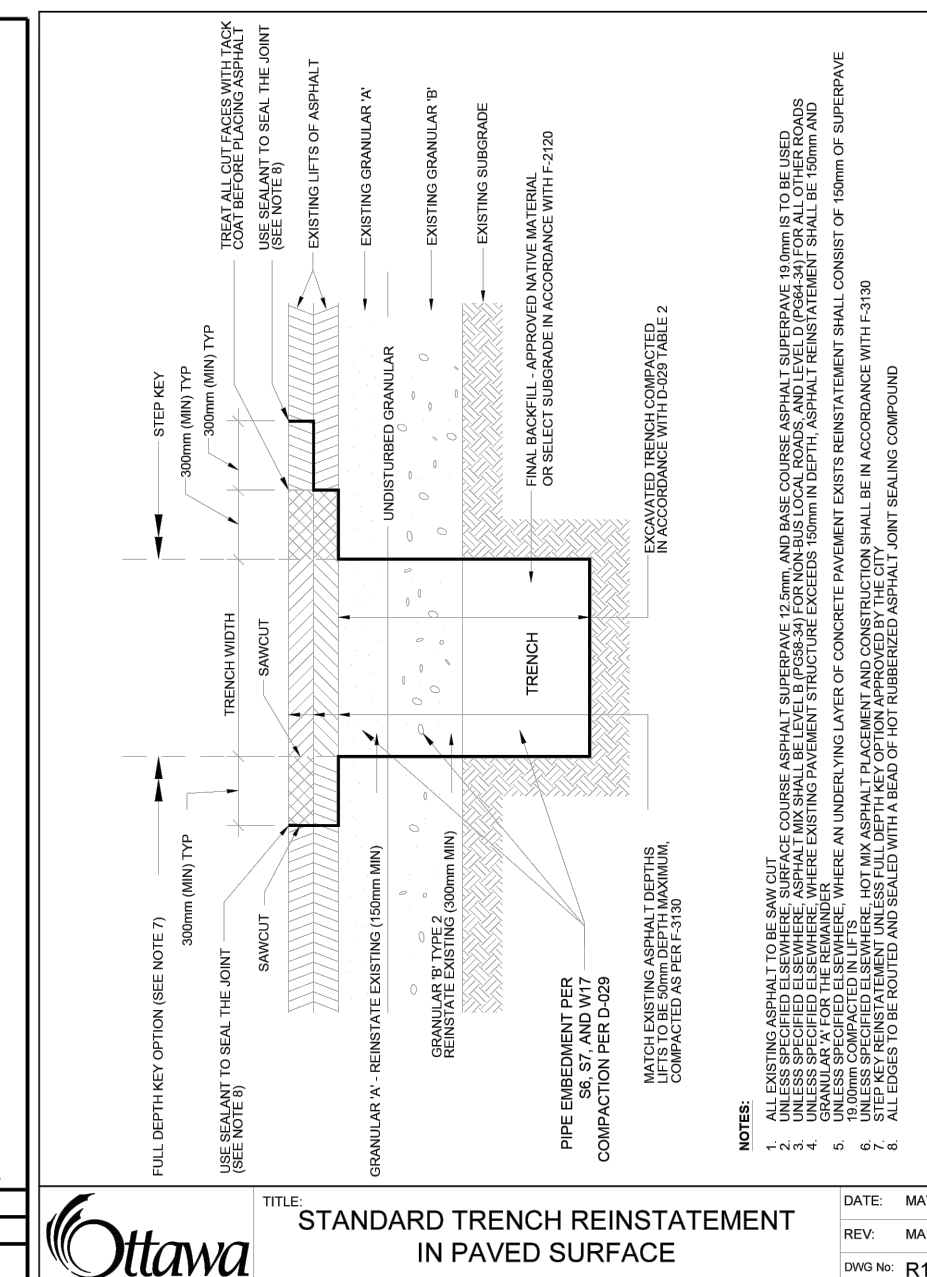 TREAT ALL CUT FACES WITH TACK
COAT BEFORE PLACING ASPHALT
USE SEALANT TO SEAL THE JOINT
(SEE NOTE 8)
EXISTING LIFTS OF ASPHALT
EXISTING GRANULAR 'A'
EXISTING GRANULAR 'B'
EXISTING SUBGRADE
STEP KEY
300mm (MIN) TYP
300mm (MIN) TYP
UNDISTURBED GRANULAR
FINAL BACKFILL - APPROVED NATIVE MATERIAL
OR SELECT SUBGRADE IN ACCORDANCE WITH F-2120
EXCAVATED TRENCH COMPACTED
IN ACCORDANCE WITH D-029 TABLE 2
TRENCH WIDTH
SAWCUT
TRENCH
FULL DEPTH KEY OPTION (SEE NOTE 7)
300mm (MIN) TYP
USE SEALANT TO SEAL THE JOINT
(SEE NOTE 8)
SAWCUT
GRANULAR 'A' - REINSTATE EXISTING (150mm MIN)
GRANULAR 'B' TYPE 2
REINSTATE EXISTING (300mm MIN)
PIPE EMBEDMENT PER
S6, S7, AND W17
COMPACTION PER D-029
MATCH EXISTING ASPHALT DEPTHS
LIFTS TO BE 50mm DEPTH MAXIMUM,
COMPACTED AS PER F-3130
NOTES:
1. ALL EXISTING ASPHALT TO BE SAW CUT
2. UNLESS SPECIFIED ELSEWHERE, SURFACE COURSE ASPHALT SUPERPAVE 12.5mm, AND BASE COURSE ASPHALT SUPERPAVE 19.0mm IS TO BE USED
3. UNLESS SPECIFIED ELSEWHERE, ASPHALT MIX SHALL BE LEVEL B (PG58-34) FOR NON-BUS LOCAL ROADS, AND LEVEL D (PG64-34) FOR ALL OTHER ROADS
4. UNLESS SPECIFIED ELSEWHERE, WHERE EXISTING PAVEMENT STRUCTURE EXCEEDS 150mm IN DEPTH, ASPHALT REINSTATEMENT SHALL BE 150mm AND
GRANULAR 'A' FOR THE REMAINDER
5. UNLESS SPECIFIED ELSEWHERE, WHERE AN UNDERLYING LAYER OF CONCRETE PAVEMENT EXISTS REINSTATEMENT SHALL CONSIST OF 150mm OF SUPERPAVE
19.00mm COMPACTED IN LIFTS
6. UNLESS SPECIFIED ELSEWHERE, HOT MIX ASPHALT PLACEMENT AND CONSTRUCTION SHALL BE IN ACCORDANCE WITH F-3130
7. STEP KEY REINSTATEMENT UNLESS FULL DEPTH KEY OPTION APPROVED BY THE CITY
8. ALL EDGES TO BE ROUTED AND SEALED WITH A BEAD OF HOT RUBBERIZED ASPHALT JOINT SEALING COMPOUND
Ottawa
TITLE:
STANDARD TRENCH REINSTATEMENT
IN PAVED SURFACE
DATE:
REV:
DWG No: